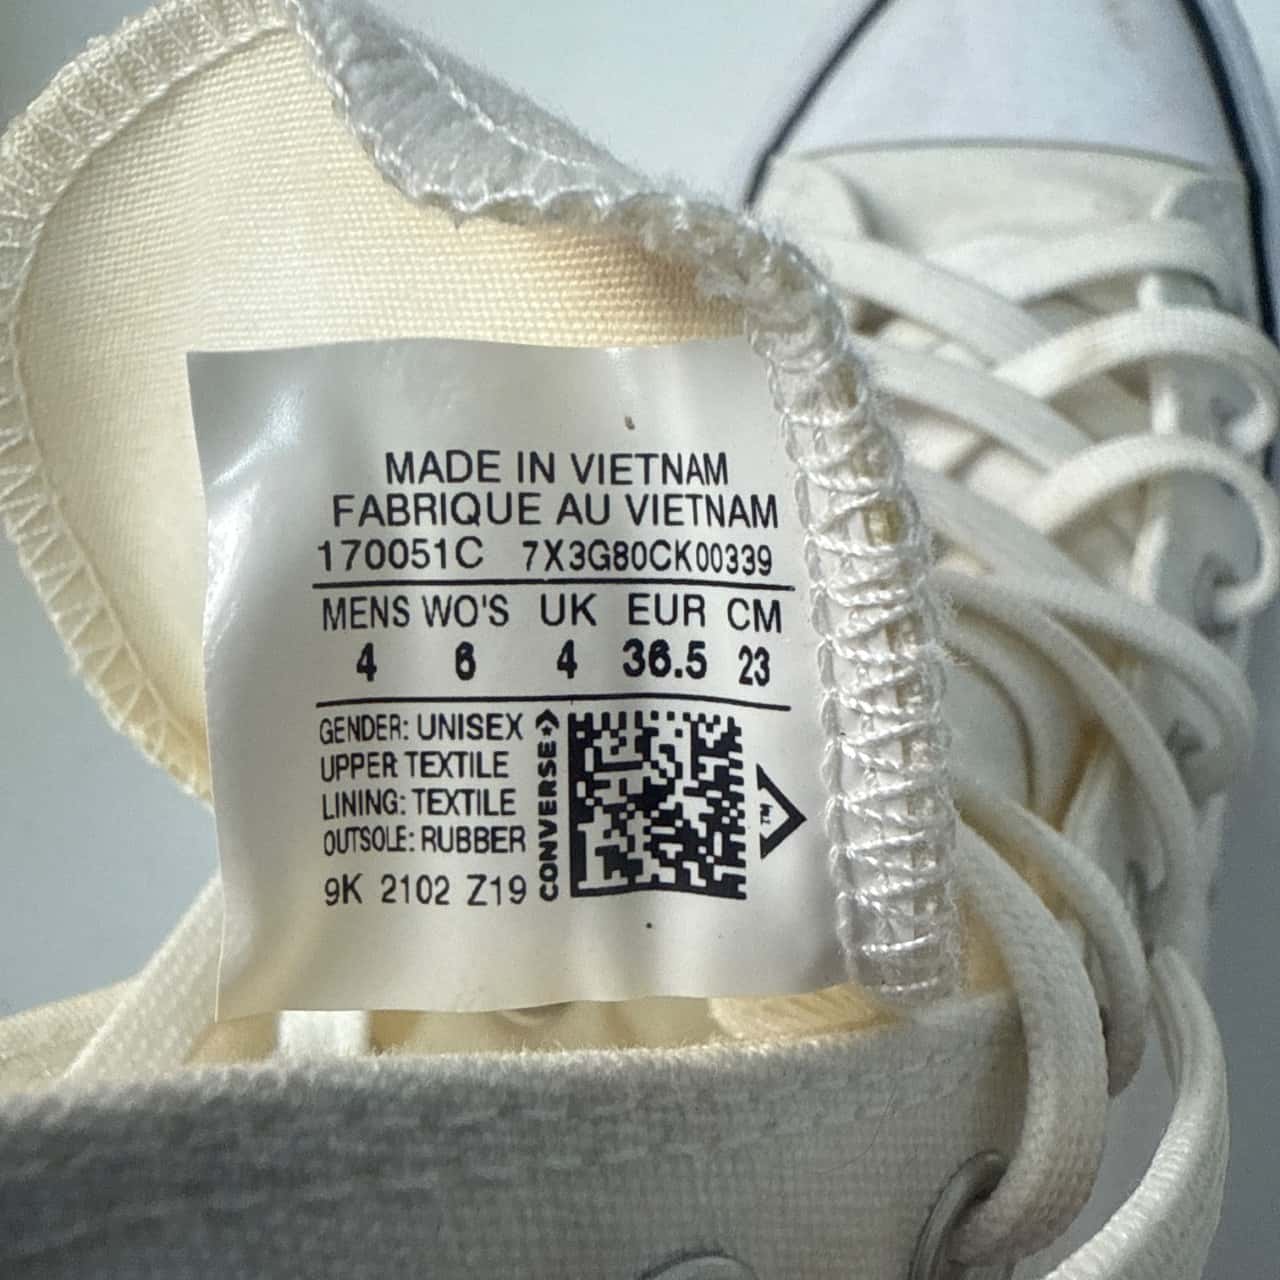 MADE IN VIETNAM
FABRIQUE AU VIETNAM
170051C 7X3G80CK00339
MENS WO'S UK EUR CM
4 6 4 36.5 23
GENDER: UNISEX
UPPER TEXTILE
LINING: TEXTILE
OUTSOLE: RUBBER
9K 2102 Z19
CONVERSE
TM